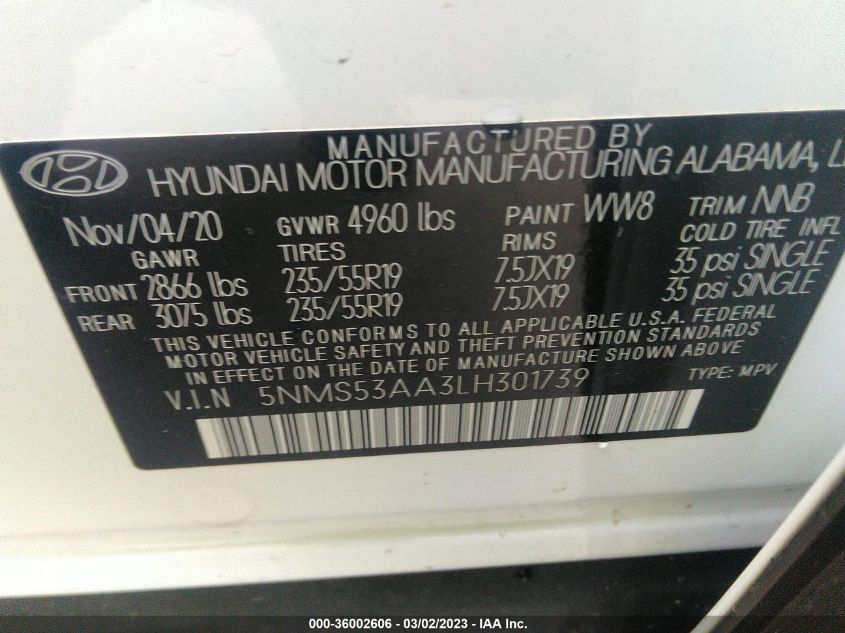 MANUFACTURED BY
HYUNDAI MOTOR MANUFACTURING ALABAMA,
Nov/04/20 GVWR 4960 lbs PAINT WW8 TRIM NNB
GAWR TIRES RIMS COLD TIRE INFL
FRONT 2866 lbs 235/55R19 7.5JX19 35 psi SINGLE
REAR 3075 lbs 235/55R19 7.5JX19 35 psi SINGLE
THIS VEHICLE CONFORMS TO ALL APPLICABLE U.S.A. FEDERAL
MOTOR VEHICLE SAFETY AND THEFT PREVENTION STANDARDS
IN EFFECT ON THE DATE OF MANUFACTURE SHOWN ABOVE
V.I.N 5NMS53AA3LH301739 TYPE: MPV
000-36002606 - 03/02/2023 - IAA Inc.